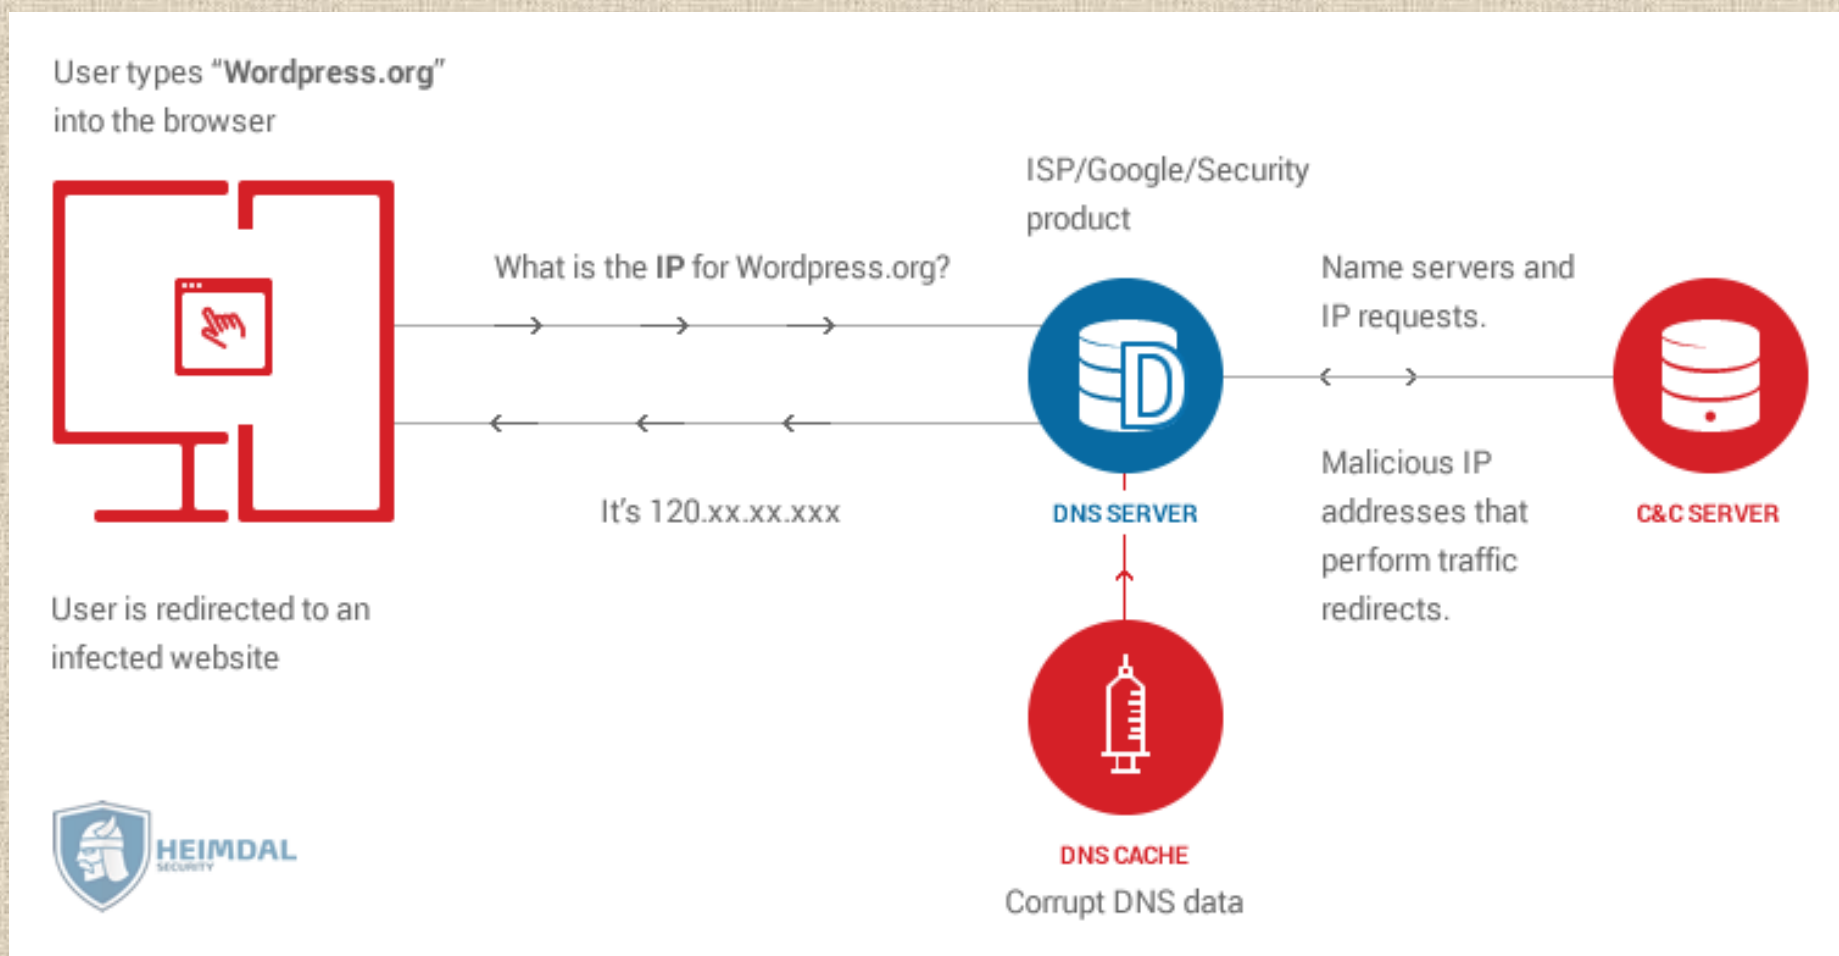 User types “Wordpress.org”
into the browser
ISP/Google/Security
product
What is the IP for Wordpress.org?
Name servers and
IP requests.
It's 120.xx.xx.xxx
DNS SERVER
Malicious IP
addresses that
perform traffic
redirects.
C&C SERVER
User is redirected to an
infected website
HEIMDAL
SECURITY
DNS CACHE
Corrupt DNS data